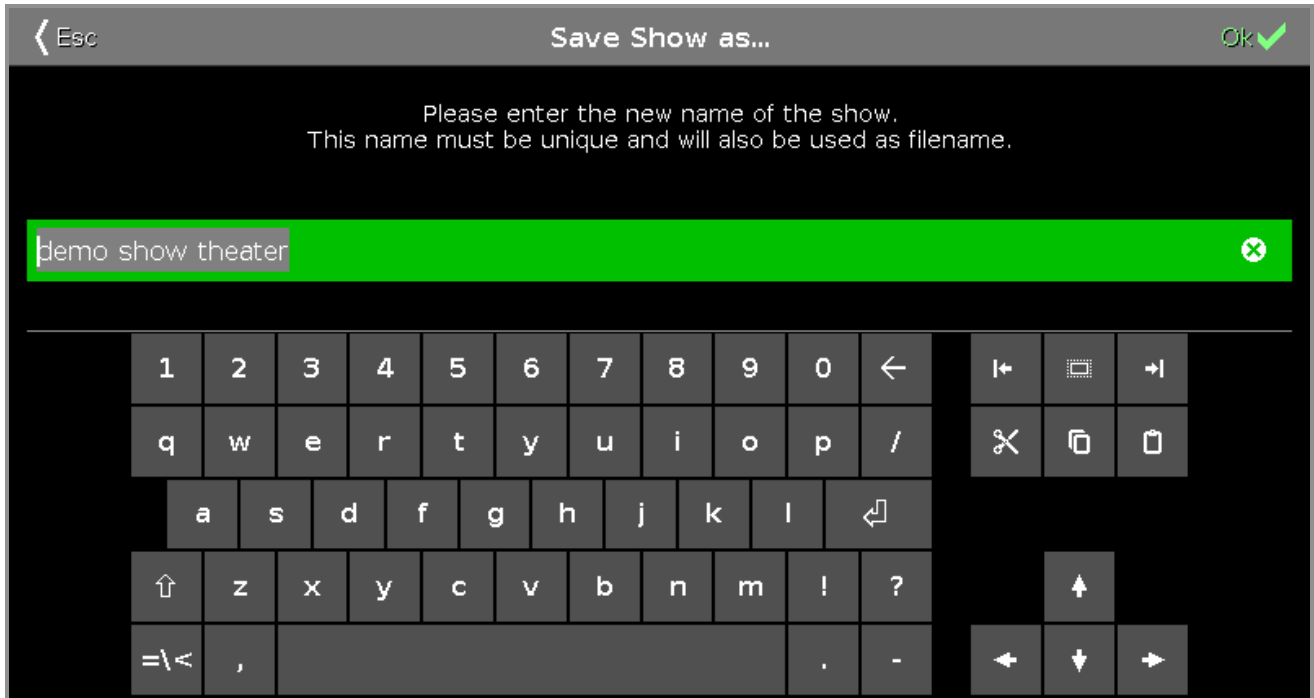 Esc Save Show as... Ok
Please enter the new name of the show.
This name must be unique and will also be used as filename.
demo show theater
1 2 3 4 5 6 7 8 9 0
q w e r t y u i o p /
a s d f g h j k l
z x y c v b n m ! ?
=\< , . -